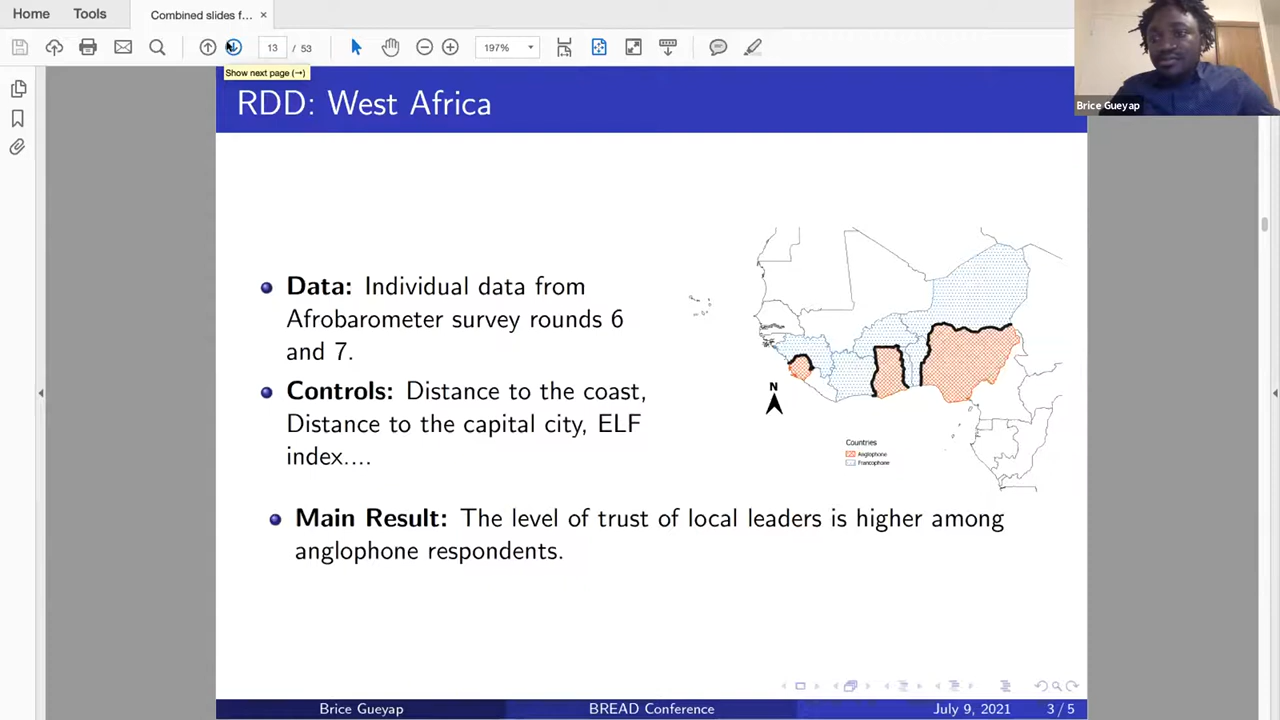 Home
Tools
Combined slides f... ×
13 / 53
197%
Show next page (→)
Brice Gueyap
RDD: West Africa
Data: Individual data from
Afrobarometer survey rounds 6
and 7.
Controls: Distance to the coast,
Distance to the capital city, ELF
index....
N
Countries
Anglophone
Francophone
Main Result: The level of trust of local leaders is higher among
anglophone respondents.
Brice Gueyap
BREAD Conference
July 9, 2021
3 / 5